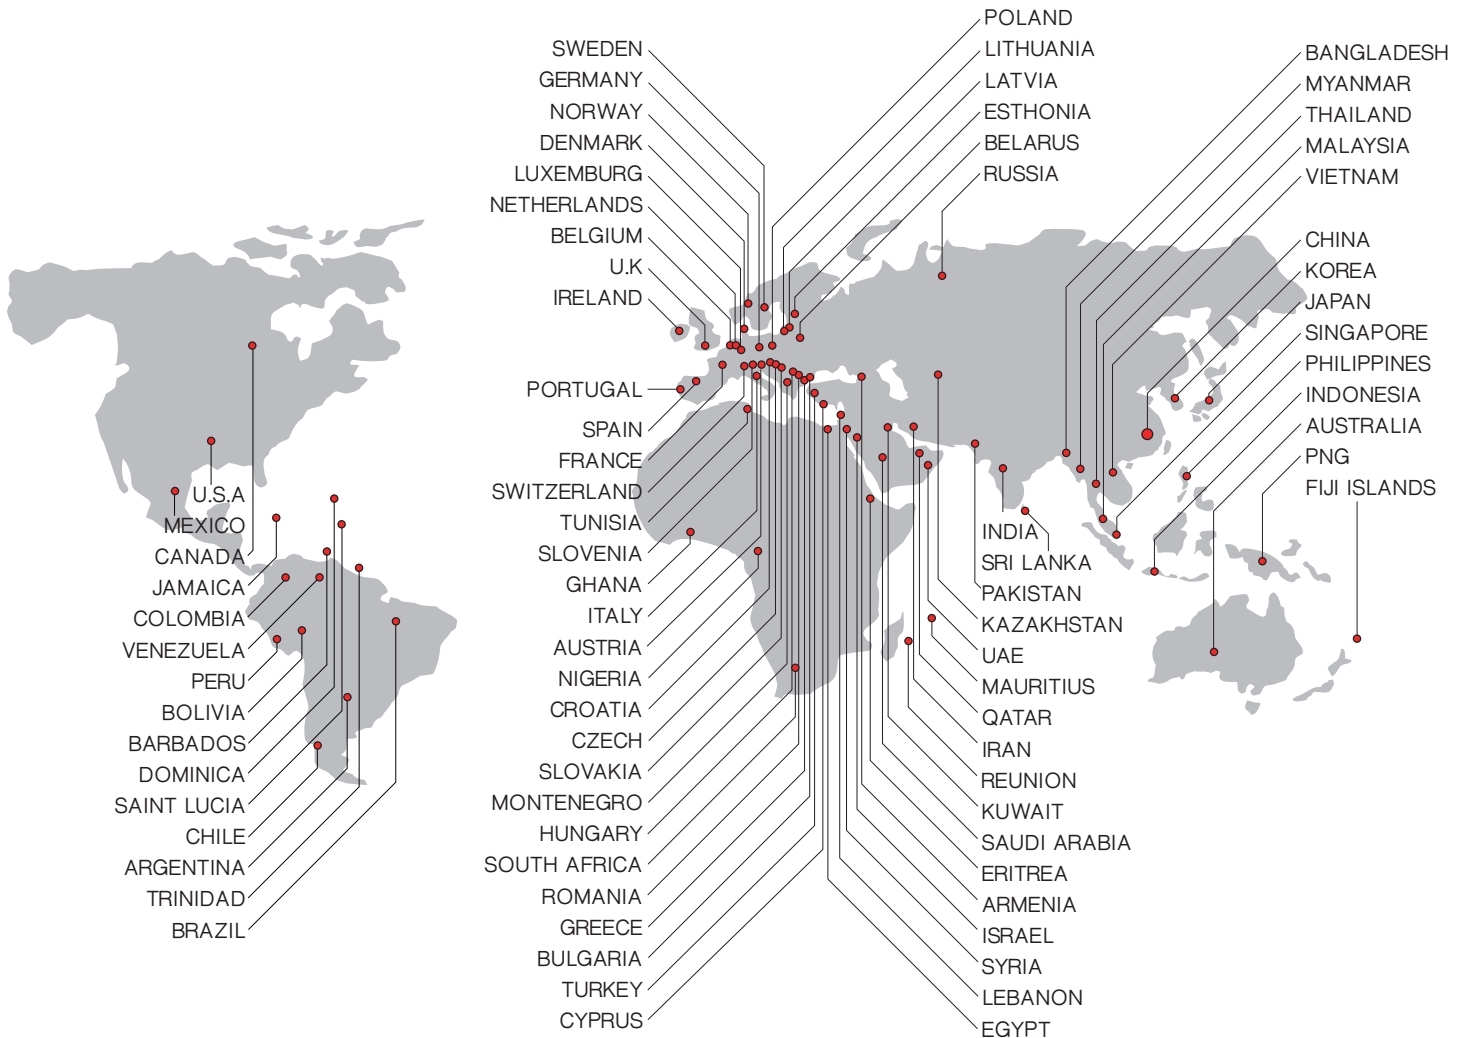 SWEDEN
GERMANY
NORWAY
DENMARK
LUXEMBURG
NETHERLANDS
BELGIUM
U.K
IRELAND
PORTUGAL
SPAIN
FRANCE
SWITZERLAND
TUNISIA
SLOVENIA
GHANA
ITALY
AUSTRIA
NIGERIA
CROATIA
CZECH
SLOVAKIA
MONTENEGRO
HUNGARY
SOUTH AFRICA
ROMANIA
GREECE
BULGARIA
TURKEY
CYPRUS
U.S.A
MEXICO
CANADA
JAMAICA
COLOMBIA
VENEZUELA
PERU
BOLIVIA
BARBADOS
DOMINICA
SAINT LUCIA
CHILE
ARGENTINA
TRINIDAD
BRAZIL
POLAND
LITHUANIA
LATVIA
ESTHONIA
BELARUS
RUSSIA
INDIA
SRI LANKA
PAKISTAN
KAZAKHSTAN
UAE
MAURITIUS
QATAR
IRAN
REUNION
KUWAIT
SAUDI ARABIA
ERITREA
ARMENIA
ISRAEL
SYRIA
LEBANON
EGYPT
BANGLADESH
MYANMAR
THAILAND
MALAYSIA
VIETNAM
CHINA
KOREA
JAPAN
SINGAPORE
PHILIPPINES
INDONESIA
AUSTRALIA
PNG
FIJI ISLANDS